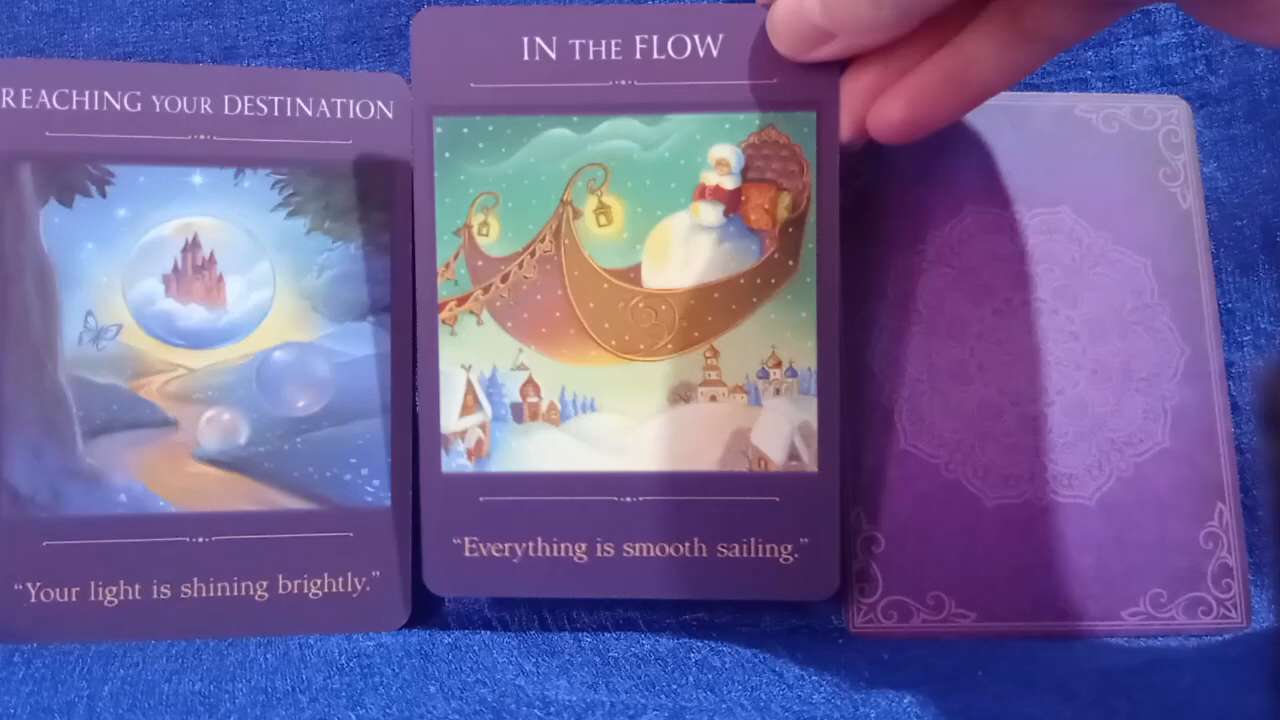 REACHING YOUR DESTINATION
"Your light is shining brightly."
IN THE FLOW
"Everything is smooth sailing."